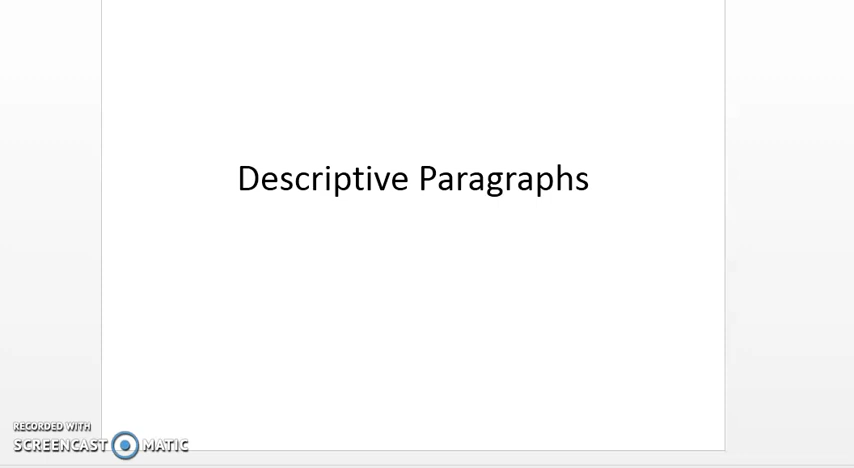 Descriptive Paragraphs
RECORDED WITH
SCREENCAST MATIC